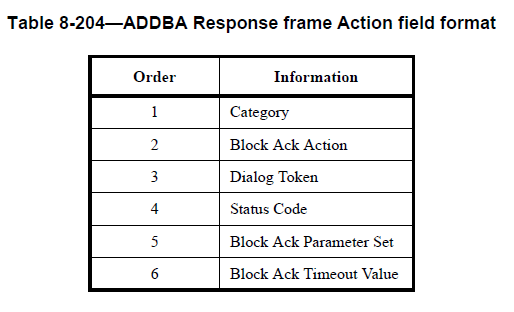 Table 8-204—ADDBA Response frame Action field format
Order Information
1 Category
2 Block Ack Action
3 Dialog Token
4 Status Code
5 Block Ack Parameter Set
6 Block Ack Timeout Value